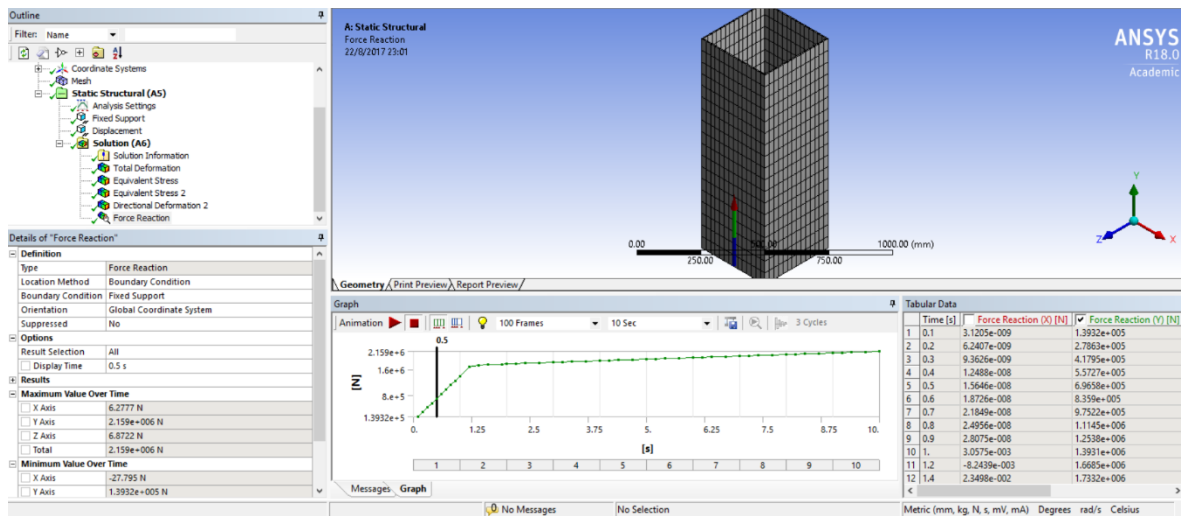 Outline
Filter: Name
Coordinate Systems
Mesh
Static Structural (A5)
Analysis Settings
Fixed Support
Displacement
Solution (A6)
Solution Information
Total Deformation
Equivalent Stress
Equivalent Stress 2
Directional Deformation 2
Force Reaction
Details of "Force Reaction"
Definition
Type Force Reaction
Location Method Boundary Condition
Boundary Condition Fixed Support
Orientation Global Coordinate System
Suppressed No
Options
Result Selection All
Display Time 0.5 s
Results
Maximum Value Over Time
X Axis 6.2777 N
Y Axis 2.159e+006 N
Z Axis 6.8722 N
Total 2.159e+006 N
Minimum Value Over Time
X Axis -27.795 N
Y Axis 1.3932e+005 N
A: Static Structural
Force Reaction
22/8/2017 23:01
ANSYS
R18.0
Academic
Y
Z
X
0.00 500.00 1000.00 (mm)
250.00 750.00
Geometry Print Preview Report Preview
Graph
Animation 100 Frames 10 Sec 3 Cycles
0.5
2.159e+6
1.6e+6
8.e+5
1.3932e+5
[N]
0. 1.25 2.5 3.75 5. 6.25 7.5 8.75 10.
[s]
1 2 3 4 5 6 7 8 9 10
Messages Graph
Tabular Data
Time [s] Force Reaction (X) [N] Force Reaction (Y) [N]
1 0.1 3.1205e-009 1.3932e+005
2 0.2 6.2407e-009 2.7863e+005
3 0.3 9.3626e-009 4.1795e+005
4 0.4 1.2488e-008 5.5727e+005
5 0.5 1.5646e-008 6.9658e+005
6 0.6 1.8726e-008 8.359e+005
7 0.7 2.1849e-008 9.7522e+005
8 0.8 2.4956e-008 1.1145e+006
9 0.9 2.8075e-008 1.2538e+006
10 1. 3.0575e-003 1.3931e+006
11 1.2 -8.2439e-003 1.6685e+006
12 1.4 2.3498e-002 1.7332e+006
No Messages
No Selection
Metric (mm, kg, N, s, mV, mA) Degrees rad/s Celsius